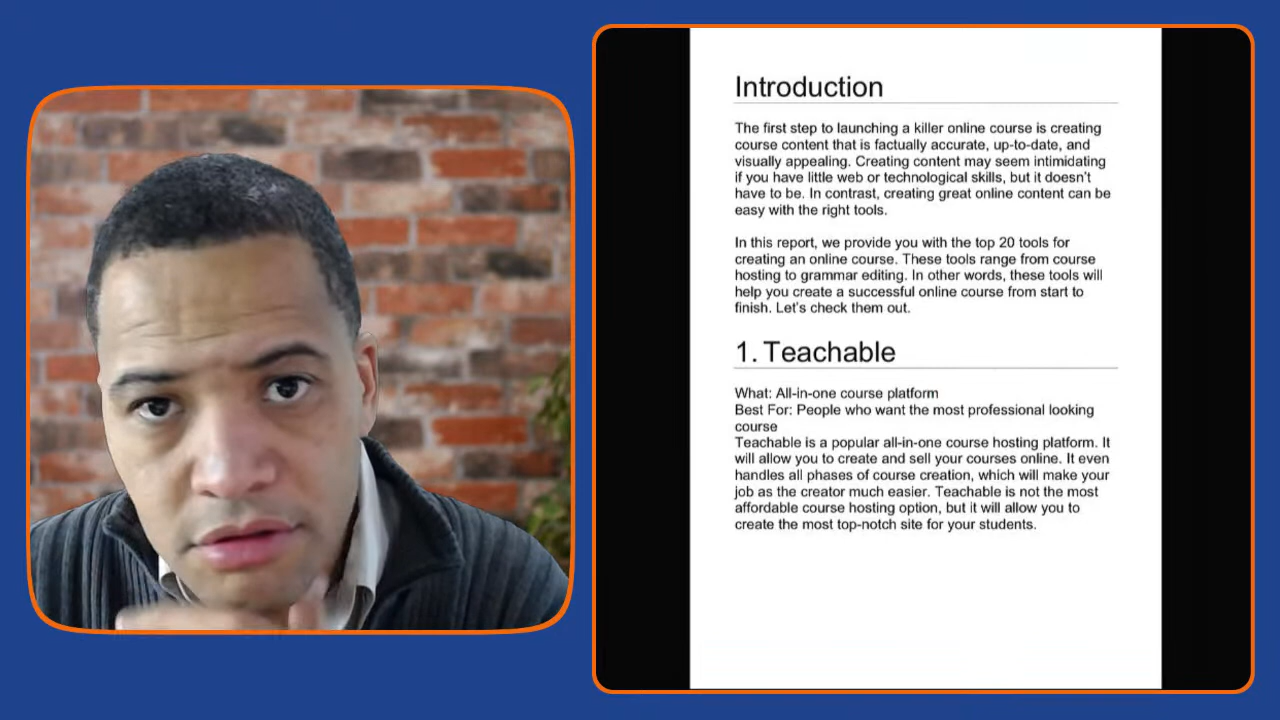 Introduction
The first step to launching a killer online course is creating
course content that is factually accurate, up-to-date, and
visually appealing. Creating content may seem intimidating
if you have little web or technological skills, but it doesn't
have to be. In contrast, creating great online content can be
easy with the right tools.
In this report, we provide you with the top 20 tools for
creating an online course. These tools range from course
hosting to grammar editing. In other words, these tools will
help you create a successful online course from start to
finish. Let's check them out.
1. Teachable
What: All-in-one course platform
Best For: People who want the most professional looking
course
Teachable is a popular all-in-one course hosting platform. It
will allow you to create and sell your courses online. It even
handles all phases of course creation, which will make your
job as the creator much easier. Teachable is not the most
affordable course hosting option, but it will allow you to
create the most top-notch site for your students.